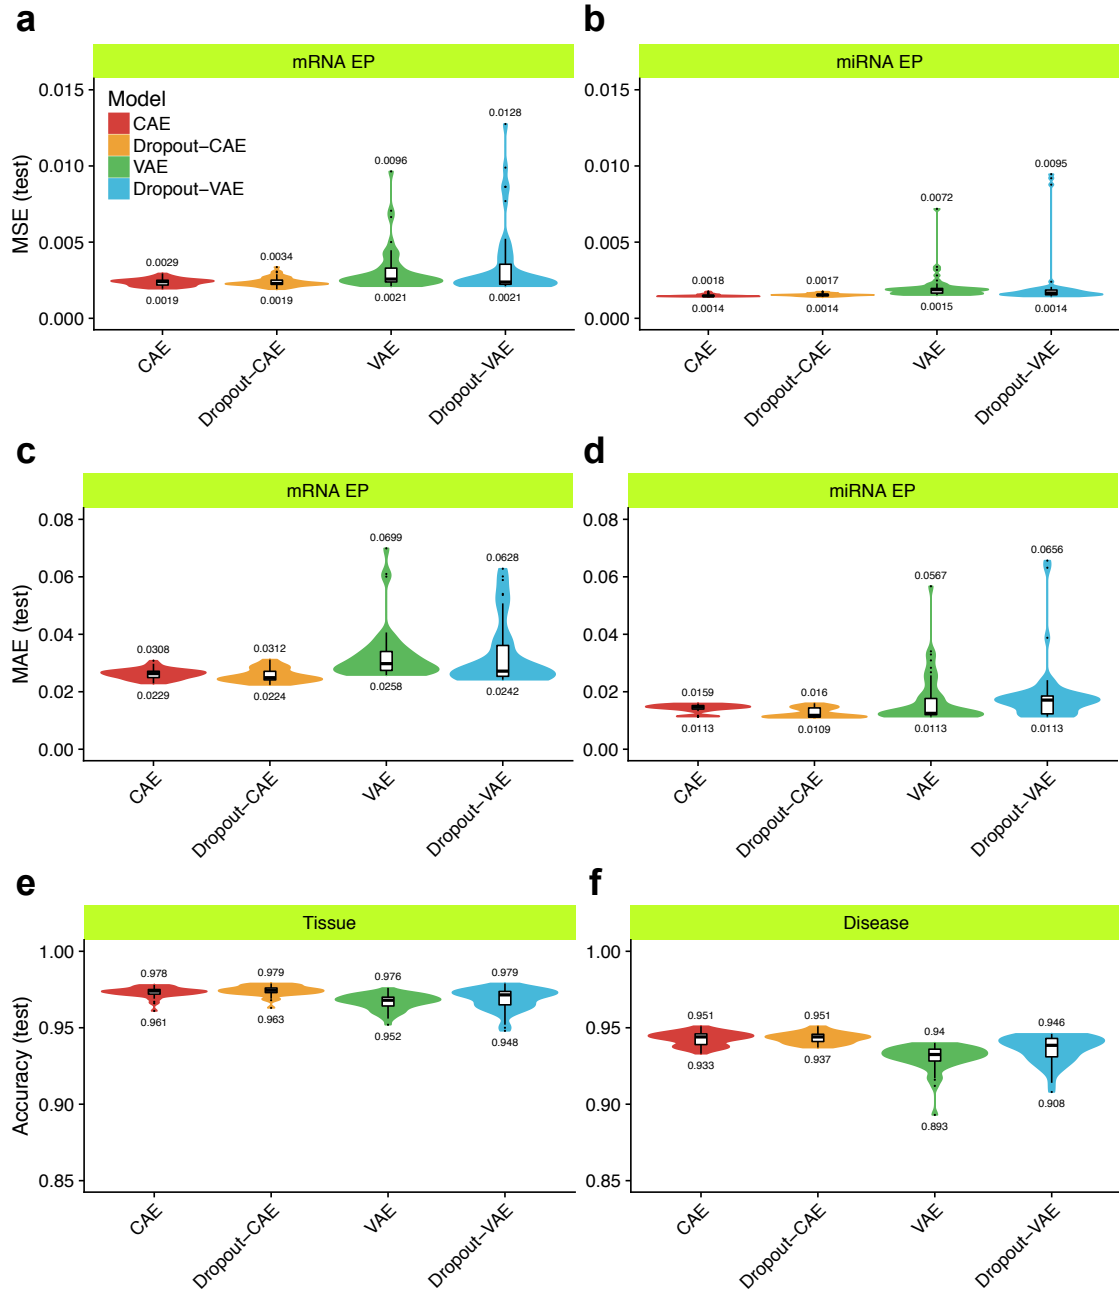 a
b
mRNA EP
miRNA EP
MSE (test)
0.015
0.010
0.005
0.000
Model
CAE
Dropout−CAE
VAE
Dropout−VAE
0.0029
0.0019
0.0034
0.0019
0.0096
0.0021
0.0128
0.0021
CAE
Dropout−CAE
VAE
Dropout−VAE
0.015
0.010
0.005
0.000
0.0018
0.0014
0.0017
0.0014
0.0072
0.0015
0.0095
0.0014
CAE
Dropout−CAE
VAE
Dropout−VAE
c
d
mRNA EP
miRNA EP
MAE (test)
0.08
0.06
0.04
0.02
0.00
0.0308
0.0229
0.0312
0.0224
0.0699
0.0258
0.0628
0.0242
CAE
Dropout−CAE
VAE
Dropout−VAE
0.08
0.06
0.04
0.02
0.00
0.0159
0.0113
0.016
0.0109
0.0567
0.0113
0.0656
0.0113
CAE
Dropout−CAE
VAE
Dropout−VAE
e
f
Tissue
Disease
Accuracy (test)
1.00
0.95
0.90
0.85
0.978
0.961
0.979
0.963
0.976
0.952
0.979
0.948
CAE
Dropout−CAE
VAE
Dropout−VAE
1.00
0.95
0.90
0.85
0.951
0.933
0.951
0.937
0.94
0.893
0.946
0.908
CAE
Dropout−CAE
VAE
Dropout−VAE